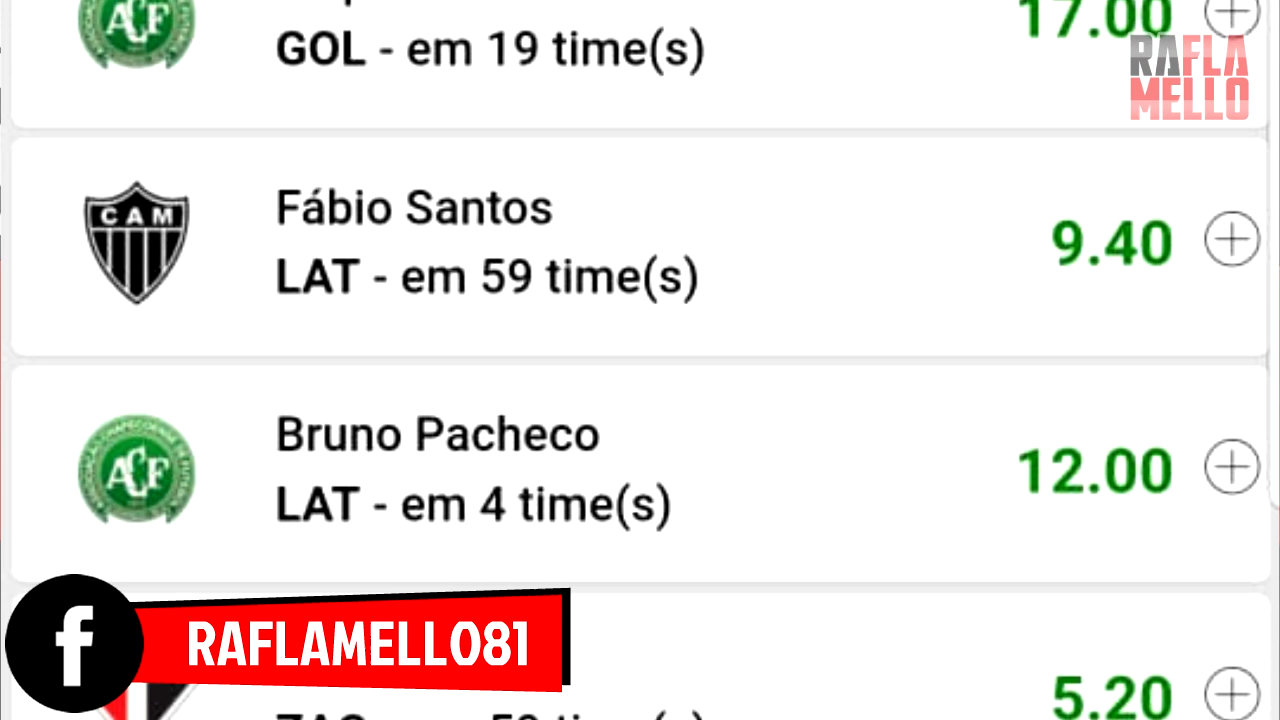 17.00
GOL - em 19 time(s)
RAFLA
MELLO
CAM
Fábio Santos
LAT - em 59 time(s)
9.40
ACF
Bruno Pacheco
LAT - em 4 time(s)
12.00
f RAFLAMELLO81
5.20